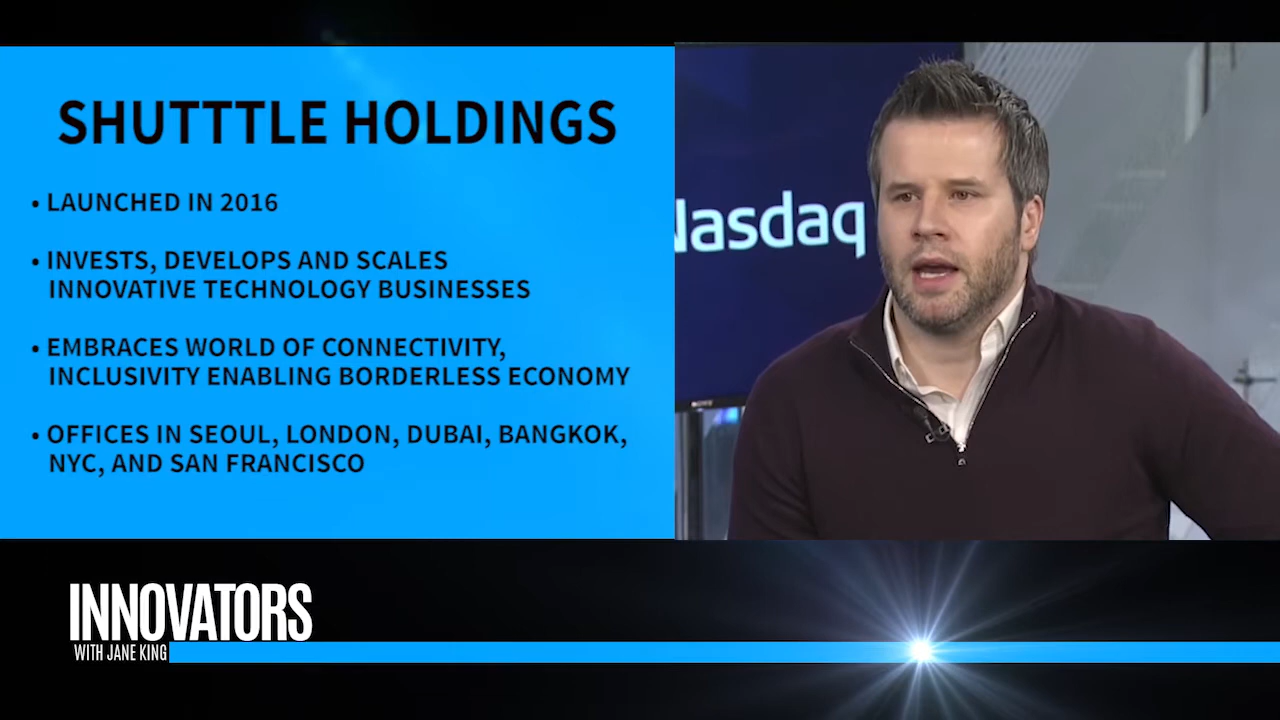 SHUTTTLE HOLDINGS
• LAUNCHED IN 2016
• INVESTS, DEVELOPS AND SCALES
INNOVATIVE TECHNOLOGY BUSINESSES
• EMBRACES WORLD OF CONNECTIVITY,
INCLUSIVITY ENABLING BORDERLESS ECONOMY
• OFFICES IN SEOUL, LONDON, DUBAI, BANGKOK,
NYC, AND SAN FRANCISCO
Nasdaq
SONY
INNOVATORS
WITH JANE KING